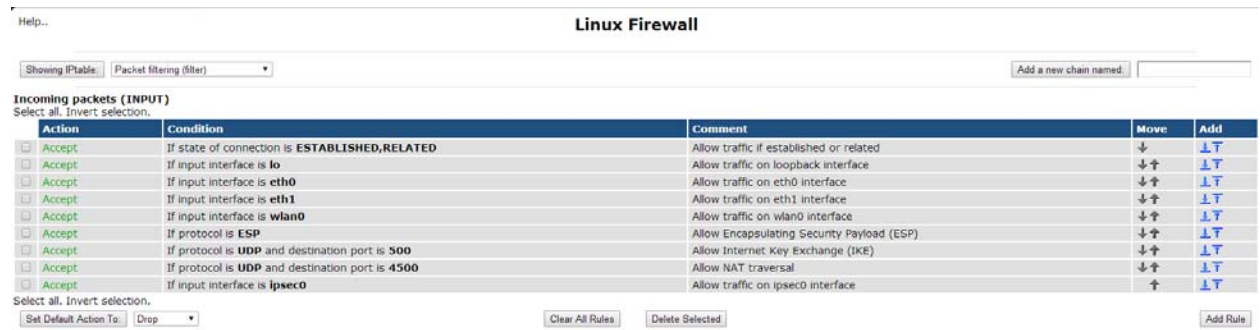 Help..
Linux Firewall
Showing IPtable: Packet filtering (filter) Add a new chain named:
Incoming packets (INPUT)
Select all. Invert selection.
Action Condition Comment Move Add
Accept If state of connection is ESTABLISHED,RELATED Allow traffic if established or related
Accept If input interface is lo Allow traffic on loopback interface
Accept If input interface is eth0 Allow traffic on eth0 interface
Accept If input interface is eth1 Allow traffic on eth1 interface
Accept If input interface is wlan0 Allow traffic on wlan0 interface
Accept If protocol is ESP Allow Encapsulating Security Payload (ESP)
Accept If protocol is UDP and destination port is 500 Allow Internet Key Exchange (IKE)
Accept If protocol is UDP and destination port is 4500 Allow NAT traversal
Accept If input interface is ipsec0 Allow traffic on ipsec0 interface
Select all. Invert selection.
Set Default Action To: Drop Clear All Rules Delete Selected Add Rule